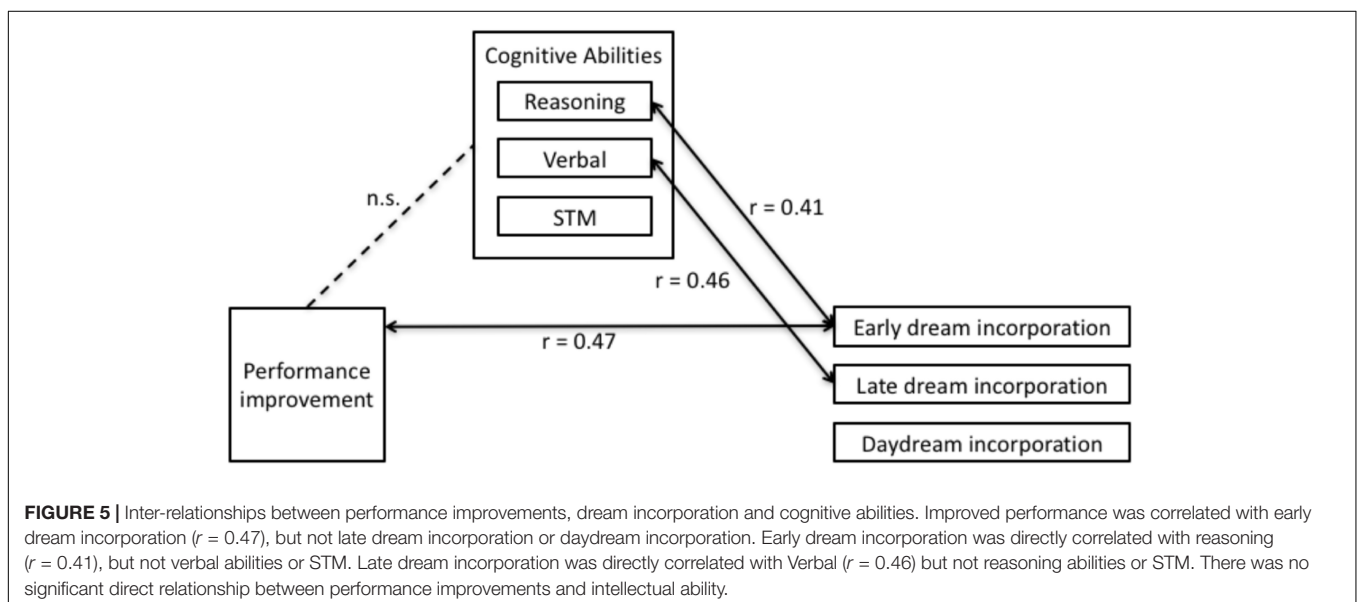 Cognitive Abilities
Reasoning
Verbal
STM
n.s.
r = 0.41
r = 0.46
r = 0.47
Performance
improvement
Early dream incorporation
Late dream incorporation
Daydream incorporation
FIGURE 5 | Inter-relationships between performance improvements, dream incorporation and cognitive abilities. Improved performance was correlated with early
dream incorporation (r = 0.47), but not late dream incorporation or daydream incorporation. Early dream incorporation was directly correlated with reasoning
(r = 0.41), but not verbal abilities or STM. Late dream incorporation was directly correlated with Verbal (r = 0.46) but not reasoning abilities or STM. There was no
significant direct relationship between performance improvements and intellectual ability.